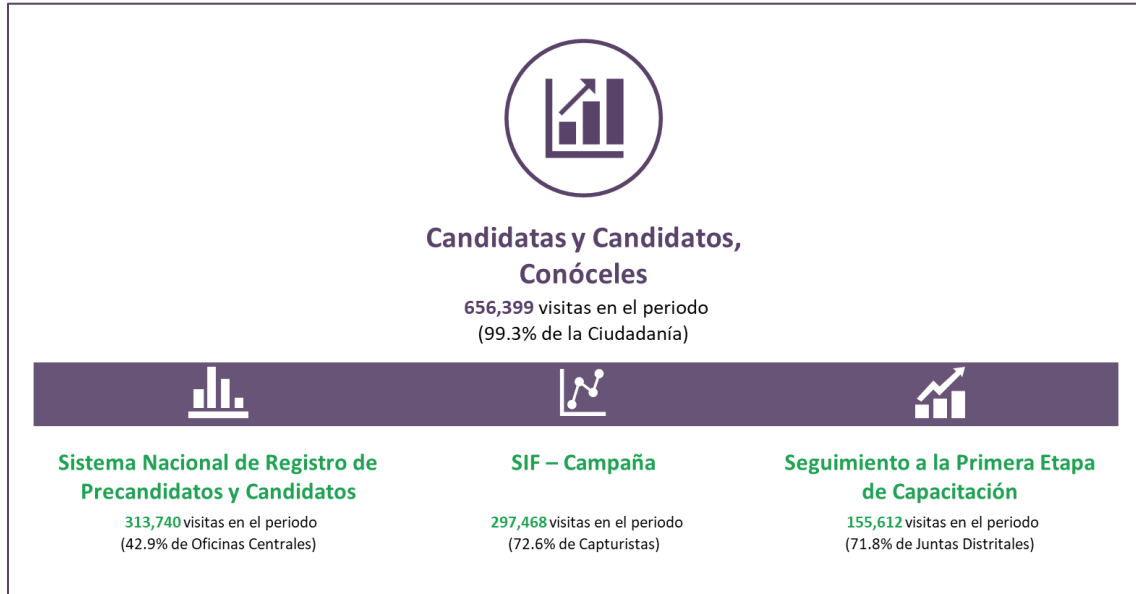 Candidatas y Candidatos,
Conóceles
656,399 visitas en el periodo
(99.3% de la Ciudadanía)
Sistema Nacional de Registro de
Precandidatos y Candidatos
313,740 visitas en el periodo
(42.9% de Oficinas Centrales)
SIF – Campaña
297,468 visitas en el periodo
(72.6% de Capturistas)
Seguimiento a la Primera Etapa
de Capacitación
155,612 visitas en el periodo
(71.8% de Juntas Distritales)